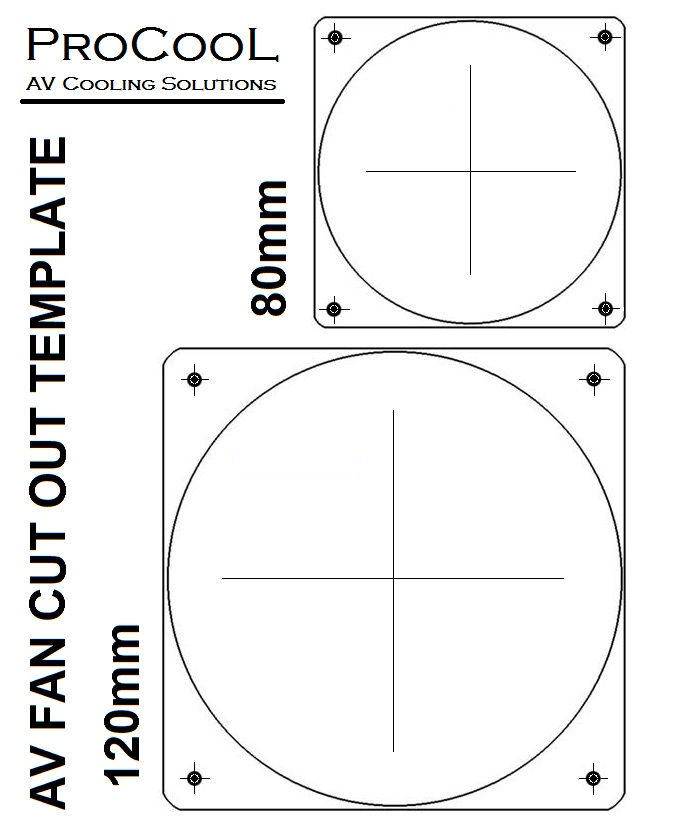 PROCOOL
AV COOLING SOLUTIONS
AV FAN CUT OUT TEMPLATE
80mm
120mm